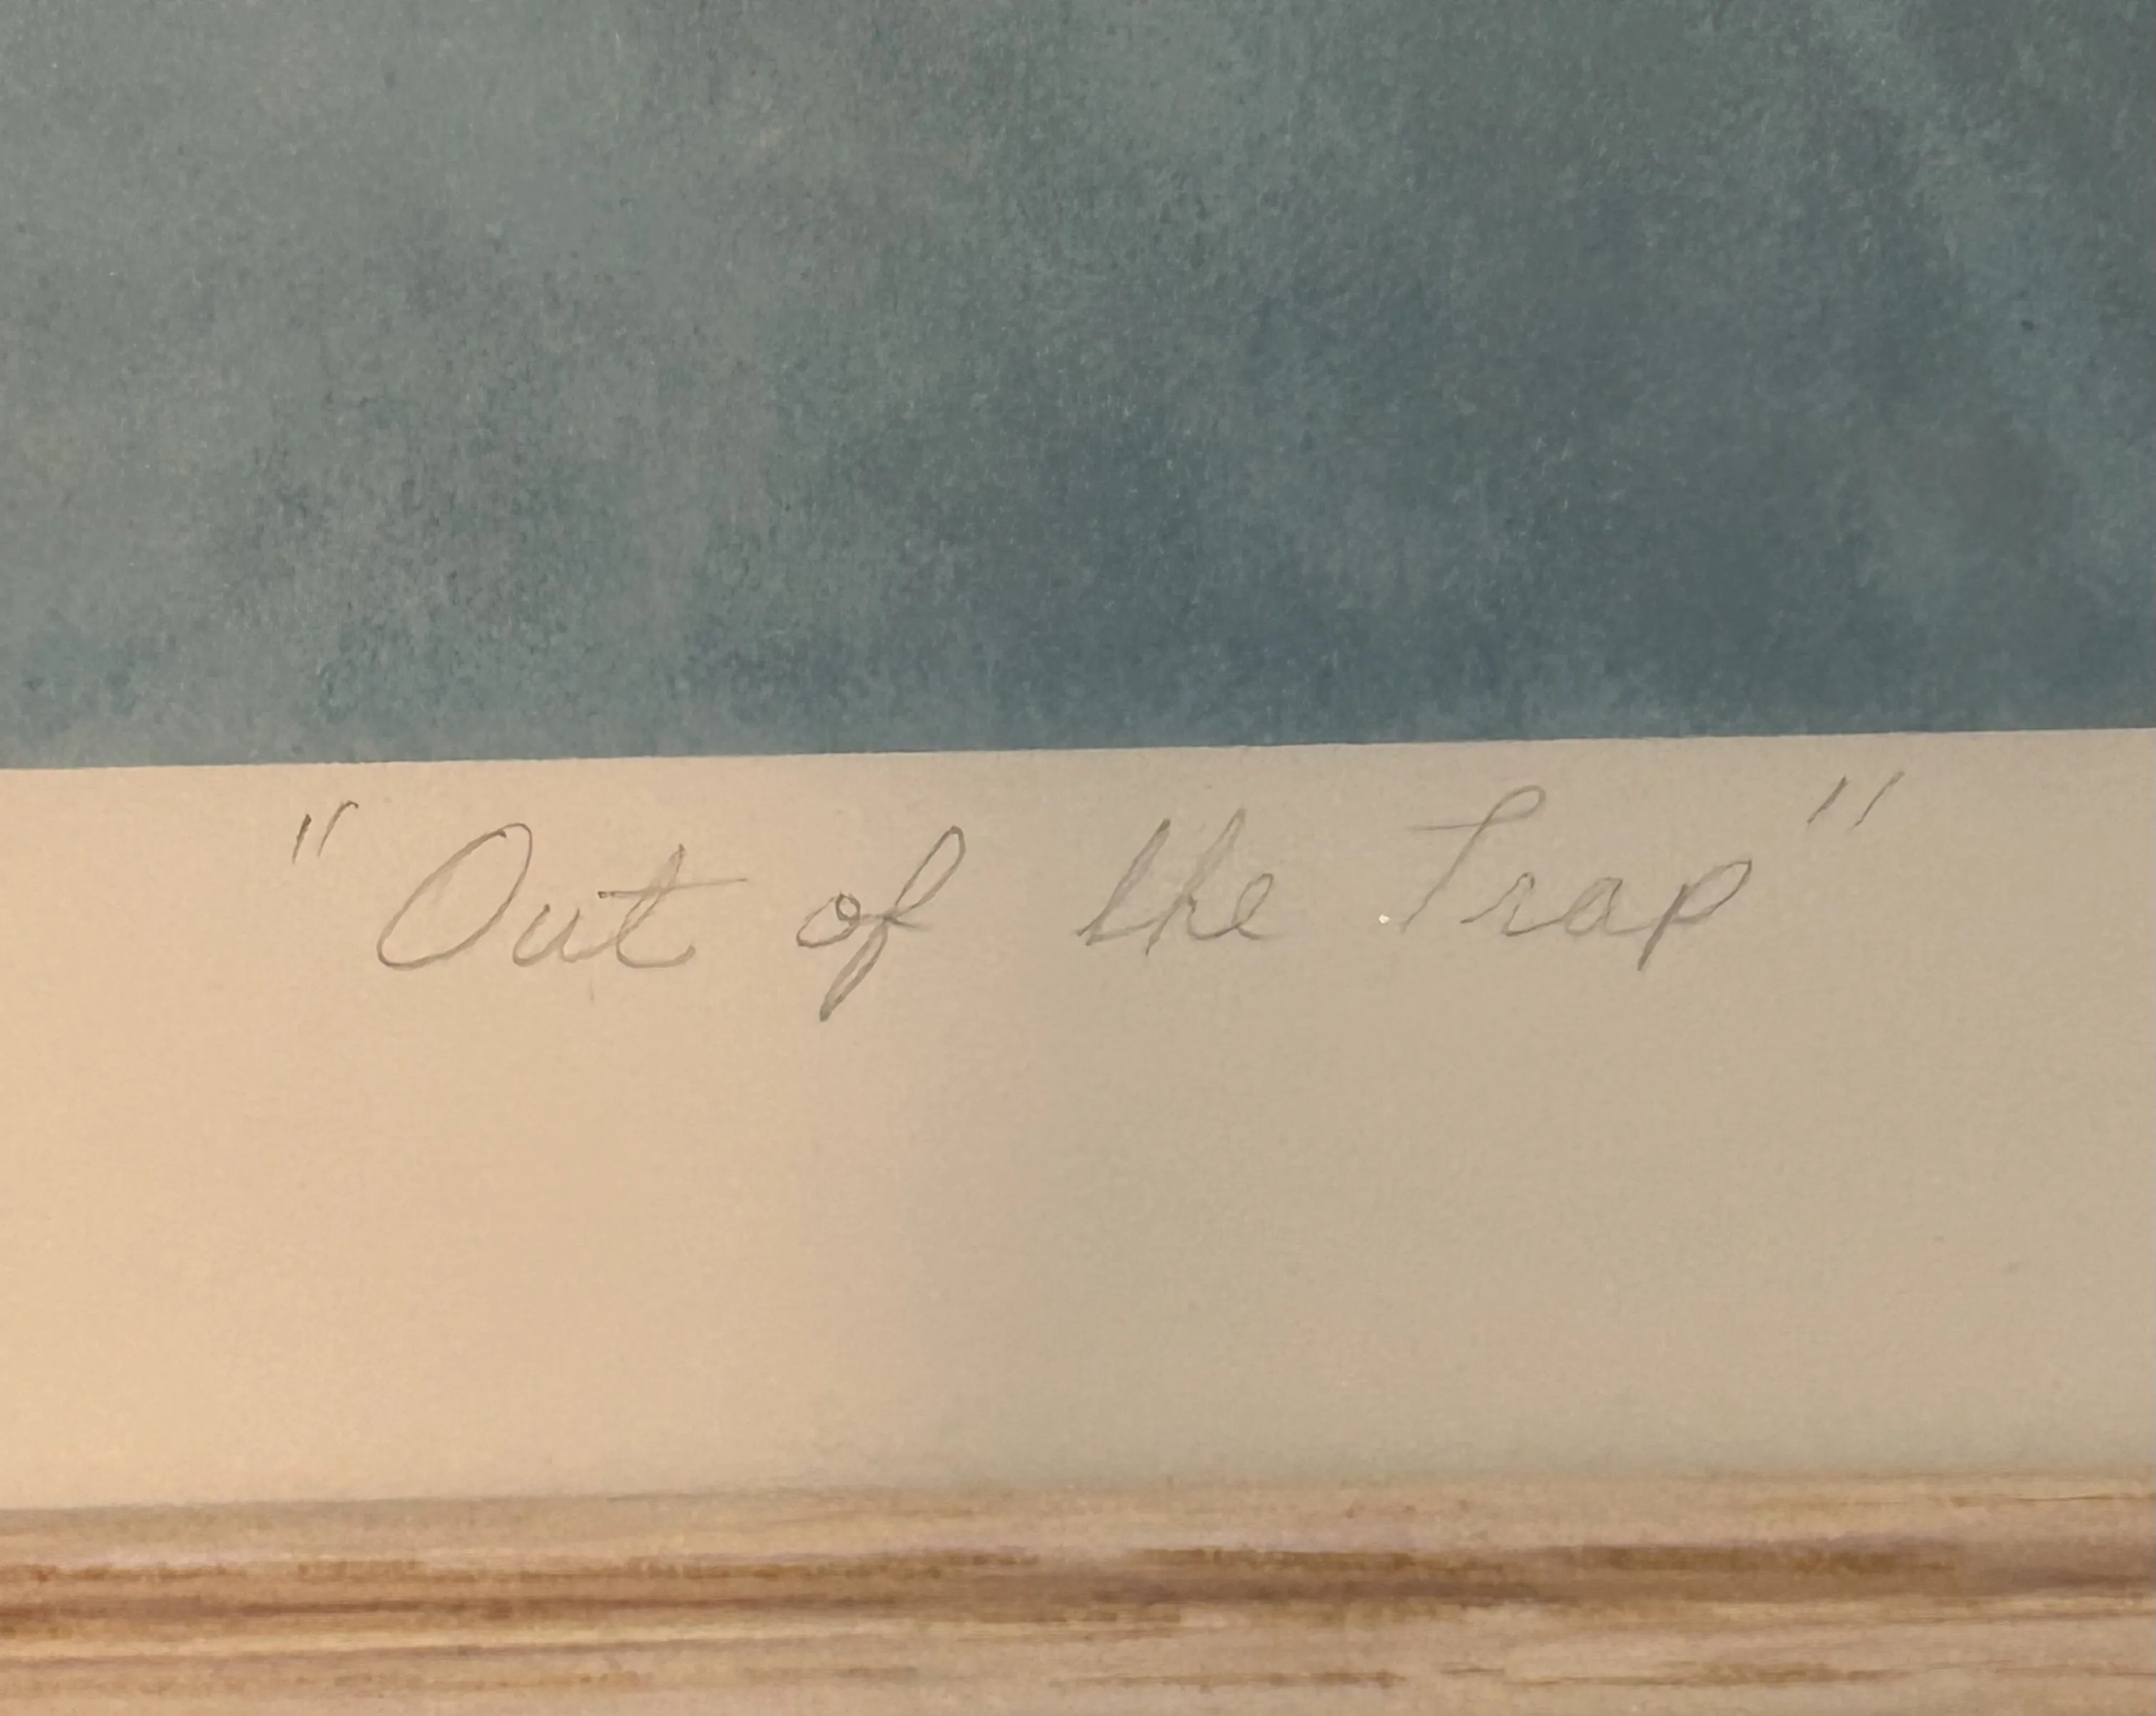 "Out of the Trap"